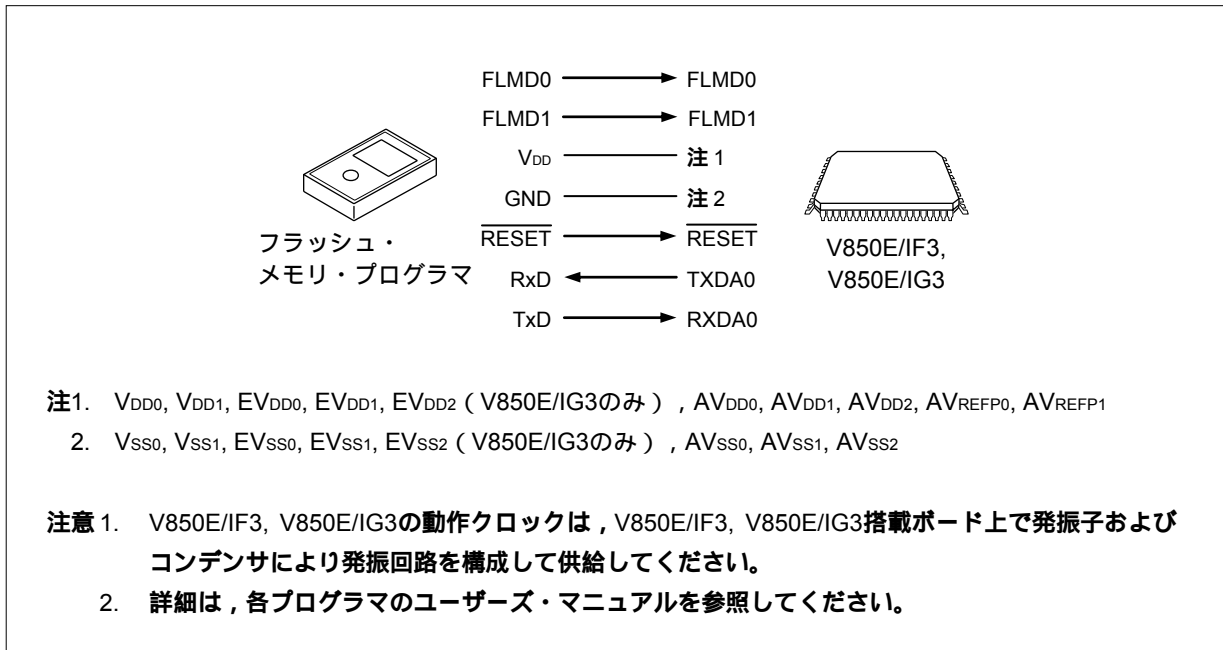 FLMD0 FLMD0
FLMD1 FLMD1
VDD 注 1
GND 注 2
RESET RESET
RxD TXDA0
TxD RXDA0
フラッシュ・
メモリ・プログラマ
V850E/IF3,
V850E/IG3
注1. VDD0, VDD1, EVDD0, EVDD1, EVDD2（V850E/IG3のみ）, AVDD0, AVDD1, AVDD2, AVREFP0, AVREFP1
2. VSS0, VSS1, EVSS0, EVSS1, EVSS2（V850E/IG3のみ）, AVSS0, AVSS1, AVSS2
注意 1. V850E/IF3, V850E/IG3の動作クロックは，V850E/IF3, V850E/IG3搭載ボード上で発振子および
コンデンサにより発振回路を構成して供給してください。
2. 詳細は，各プログラマのユーザーズ・マニュアルを参照してください。